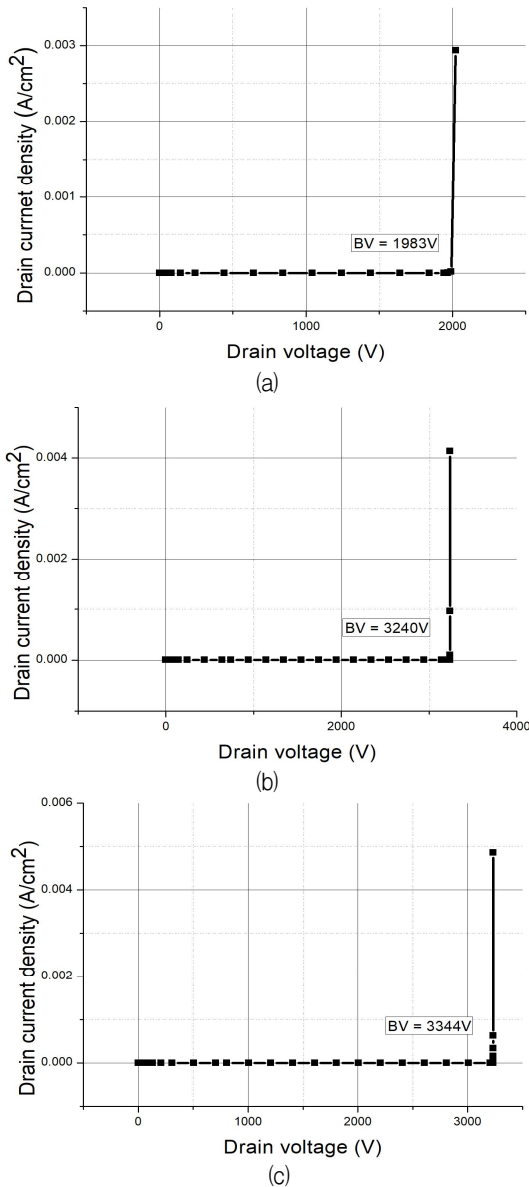 0.003
0.002
0.001
0.000
Drain currnet density (A/cm²)
BV = 1983V
0 1000 2000
Drain voltage (V)
(a)
0.004
0.002
0.000
Drain current density (A/cm²)
BV = 3240V
0 2000 4000
Drain voltage (V)
(b)
0.006
0.004
0.002
0.000
Drain current density (A/cm²)
BV = 3344V
0 1000 2000 3000
Drain voltage (V)
(c)